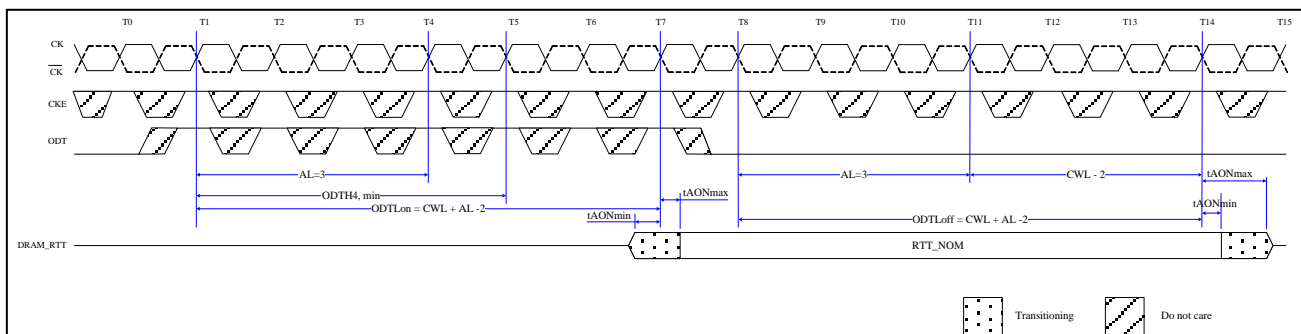 T0 T1 T2 T3 T4 T5 T6 T7 T8 T9 T10 T11 T12 T13 T14 T15
CK
CK
CKE
ODT
AL=3
AL=3
CWL - 2
tAONmax
ODTH4, min
tAONmax
ODTLon = CWL + AL -2
tAONmin
tAONmin
ODTLoff = CWL + AL -2
DRAM_RTT
RTT_NOM
Transitioning
Do not care